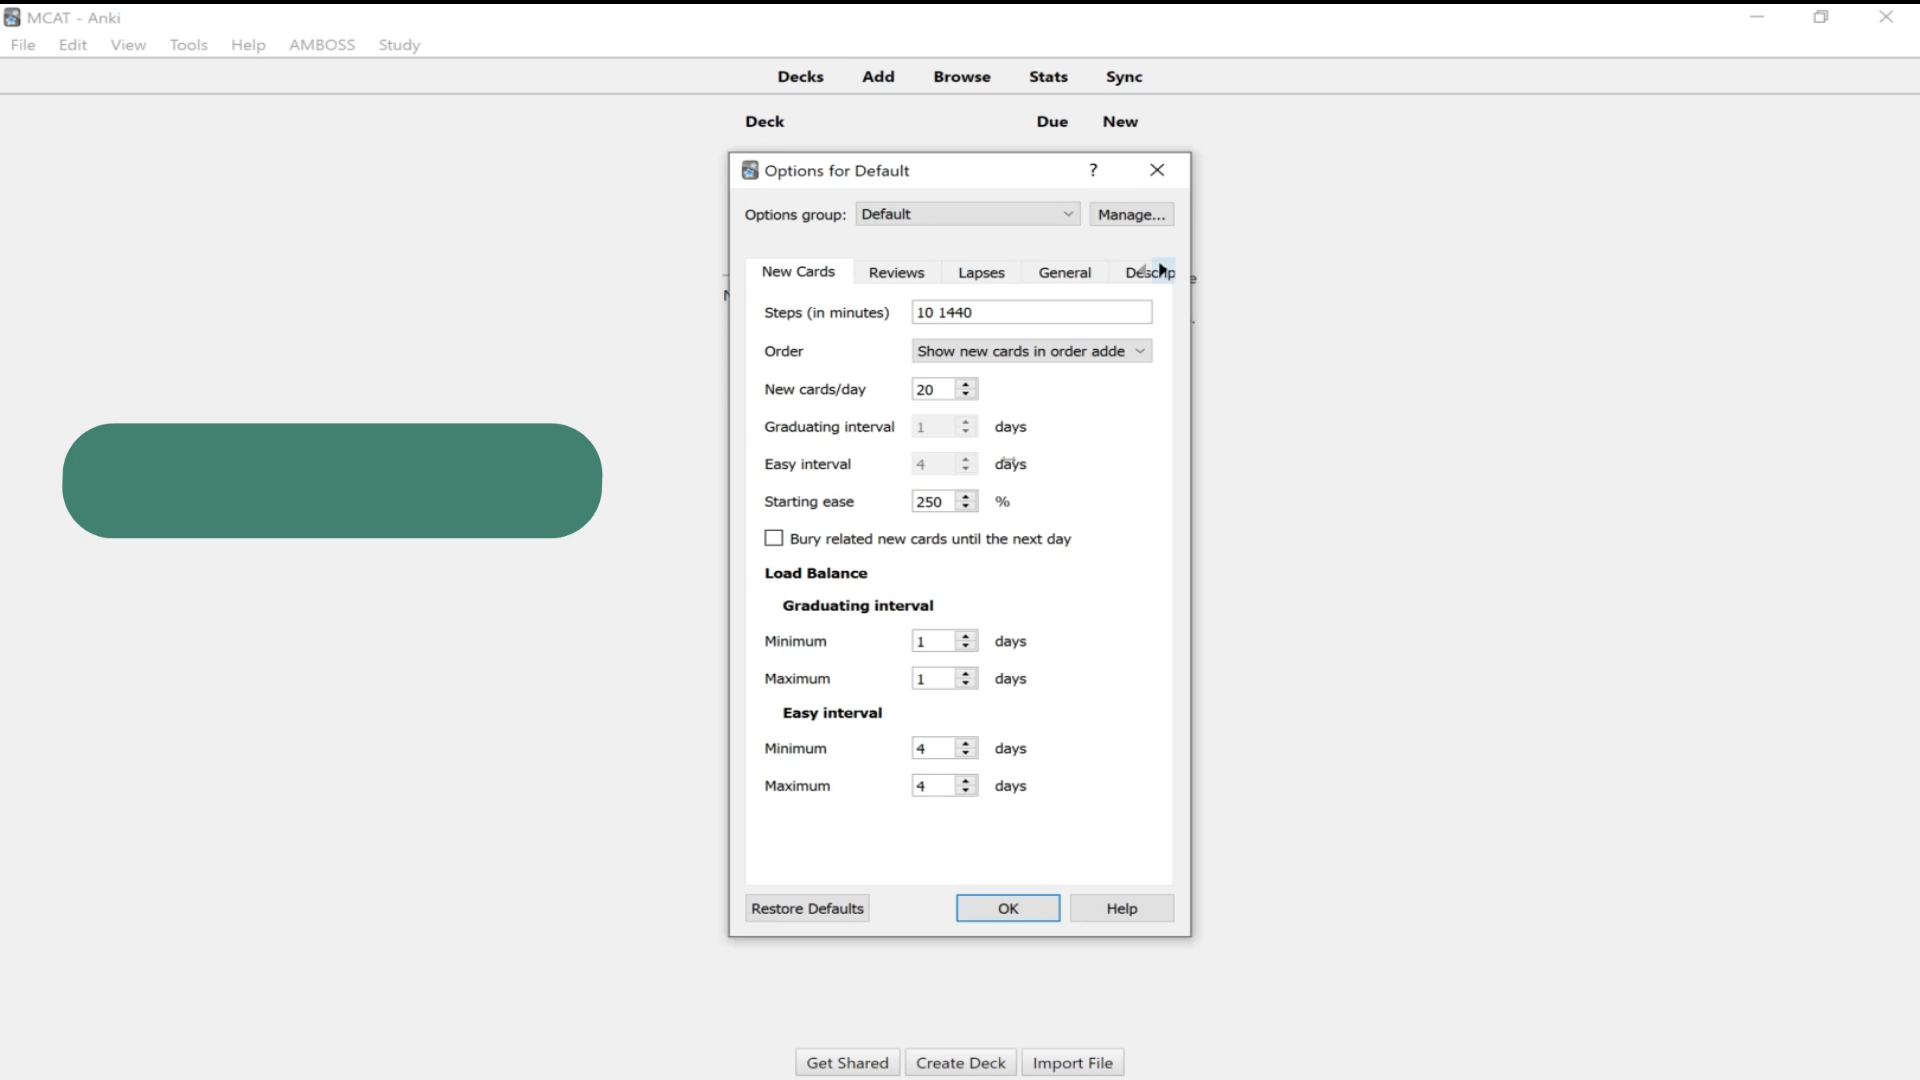 MCAT - Anki
File Edit View Tools Help AMBOSS Study
Decks Add Browse Stats Sync
Deck Due New
Options for Default ?
Options group: Default Manage...
New Cards Reviews Lapses General
Steps (in minutes) 10 1440
Order Show new cards in order adde
New cards/day 20
Graduating interval 1 days
Easy interval 4 days
Starting ease 250 %
Bury related new cards until the next day
Load Balance
Graduating interval
Minimum 1 days
Maximum 1 days
Easy interval
Minimum 4 days
Maximum 4 days
Restore Defaults OK Help
Get Shared Create Deck Import File